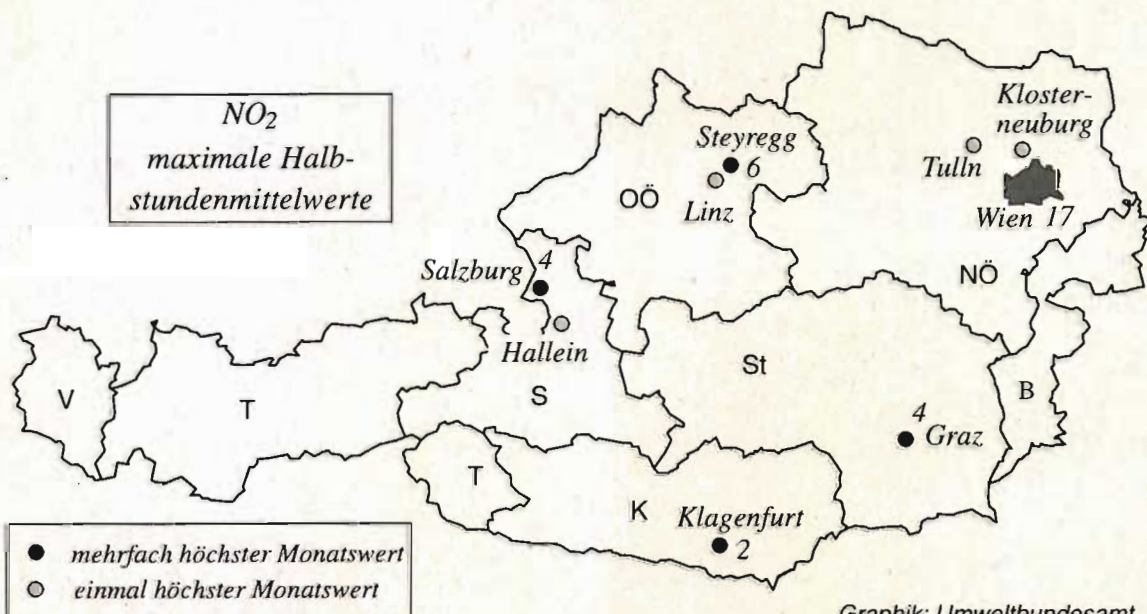 NO2
maximale Halb-
stundenmittelwerte
Kloster-
neuburg
Steyregg
6
Tulln
OÖ
Linz
Wien 17
4
Salzburg
NÖ
Hallein
V
T
S
St
B
4
Graz
T
K
Klagenfurt
2
mehrfach höchster Monatswert
einmal höchster Monatswert
Graphik: Umweltbundesamt